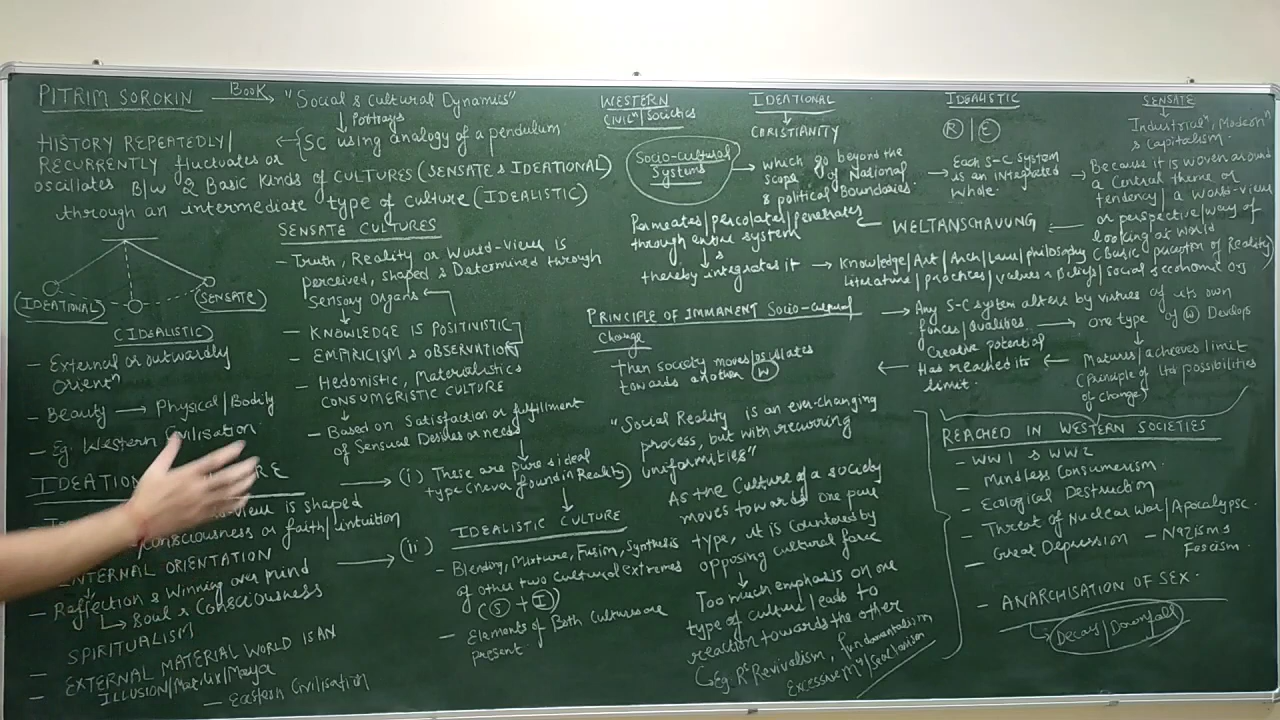 PITRIM SOROKIN → Book "Social & Cultural Dynamics"
↓ Portrays
HISTORY REPEATEDLY/ ← {SC using analogy of a pendulum
RECURRENTLY fluctuates or
oscillates B/w 2 Basic kinds of CULTURES (SENSATE & IDEATIONAL)
through an intermediate type of culture (IDEALISTIC)
(IDEATIONAL)
(SENSATE)
(IDEALISTIC)
SENSATE CULTURES
- Truth, Reality or World-View is
perceived, shaped & Determined through
Sensory Organs
- KNOWLEDGE IS POSITIVISTIC
- EMPIRICISM & OBSERVATION
- Hedonistic, Materialistics
CONSUMERISTIC CULTURE
- Based on Satisfaction or fulfillment
of Sensual Desires or needs
- External or outwardly
Orientn
- Beauty → Physical/Bodily
- Eg. Western Civilisation.
→ (i) These are pure & ideal
type (never found in Reality)
is shaped
consciousness or faith/intuition
INTERNAL ORIENTATION
- & Winning over mind
Soul & Consciousness
SPIRITUALISM
- EXTERNAL MATERIAL WORLD IS AN
ILLUSION/Matrix/Maya
- Eastern Civilisation
→ (ii) IDEALISTIC CULTURE
- Blending, Mixture, Fusion, Synthesis
of other two cultural extremes
(S + I)
- Elements of Both Cultures are
present.
WESTERN
CIVILn/Societies
IDEATIONAL
↓
CHRISTIANITY
IDEALISTIC
R | E
SENSATE
Industrialn, Modernn
& Capitalism.
Socio-cultural
Systems
→ which go beyond the
scope of National
& political Boundaries.
→ Each S-C System
is an integrated
Whole.
→ Because it is woven around
a Central theme or
tendency/a world-view
or perspective/way of
looking at world
(Basic perception of Reality)
← WELTANSCHAUUNG ←
Permeates/percolates/penetrates
through entire system
↓ &
thereby integrates it → Knowledge/Art/Arch/Law/philosophy
Literature/practices/values & Beliefs/Social & economic org
PRINCIPLE OF IMMANENT Socio-cultural
Change
→ Any S-C system alters by virtues of its own
forces/Qualities → one type of W Develops
↓
Matures/achieves limit
(Principle of ltd possibilities
of change)
← Creative potential
Has reached its
limit.
← then society moves/oscillates
towards another W
"Social Reality is an ever-changing
process, but with recurring
uniformities"
As the Culture of a society
moves towards one pure
type, it is countered by
opposing cultural force
↓
Too much emphasis on one
type of culture leads to
reaction towards the other
Eg. Rs Revivalism, fundamentalism
REACHED IN WESTERN SOCIETIES
- WW1 & WW2
- Mindless Consumerism.
- Ecological Destruction
- Threat of Nuclear War/Apocalypse.
- Great Depression - Nazism &
Fascism.
- ANARCHISATION OF SEX.
Decay/Downfall